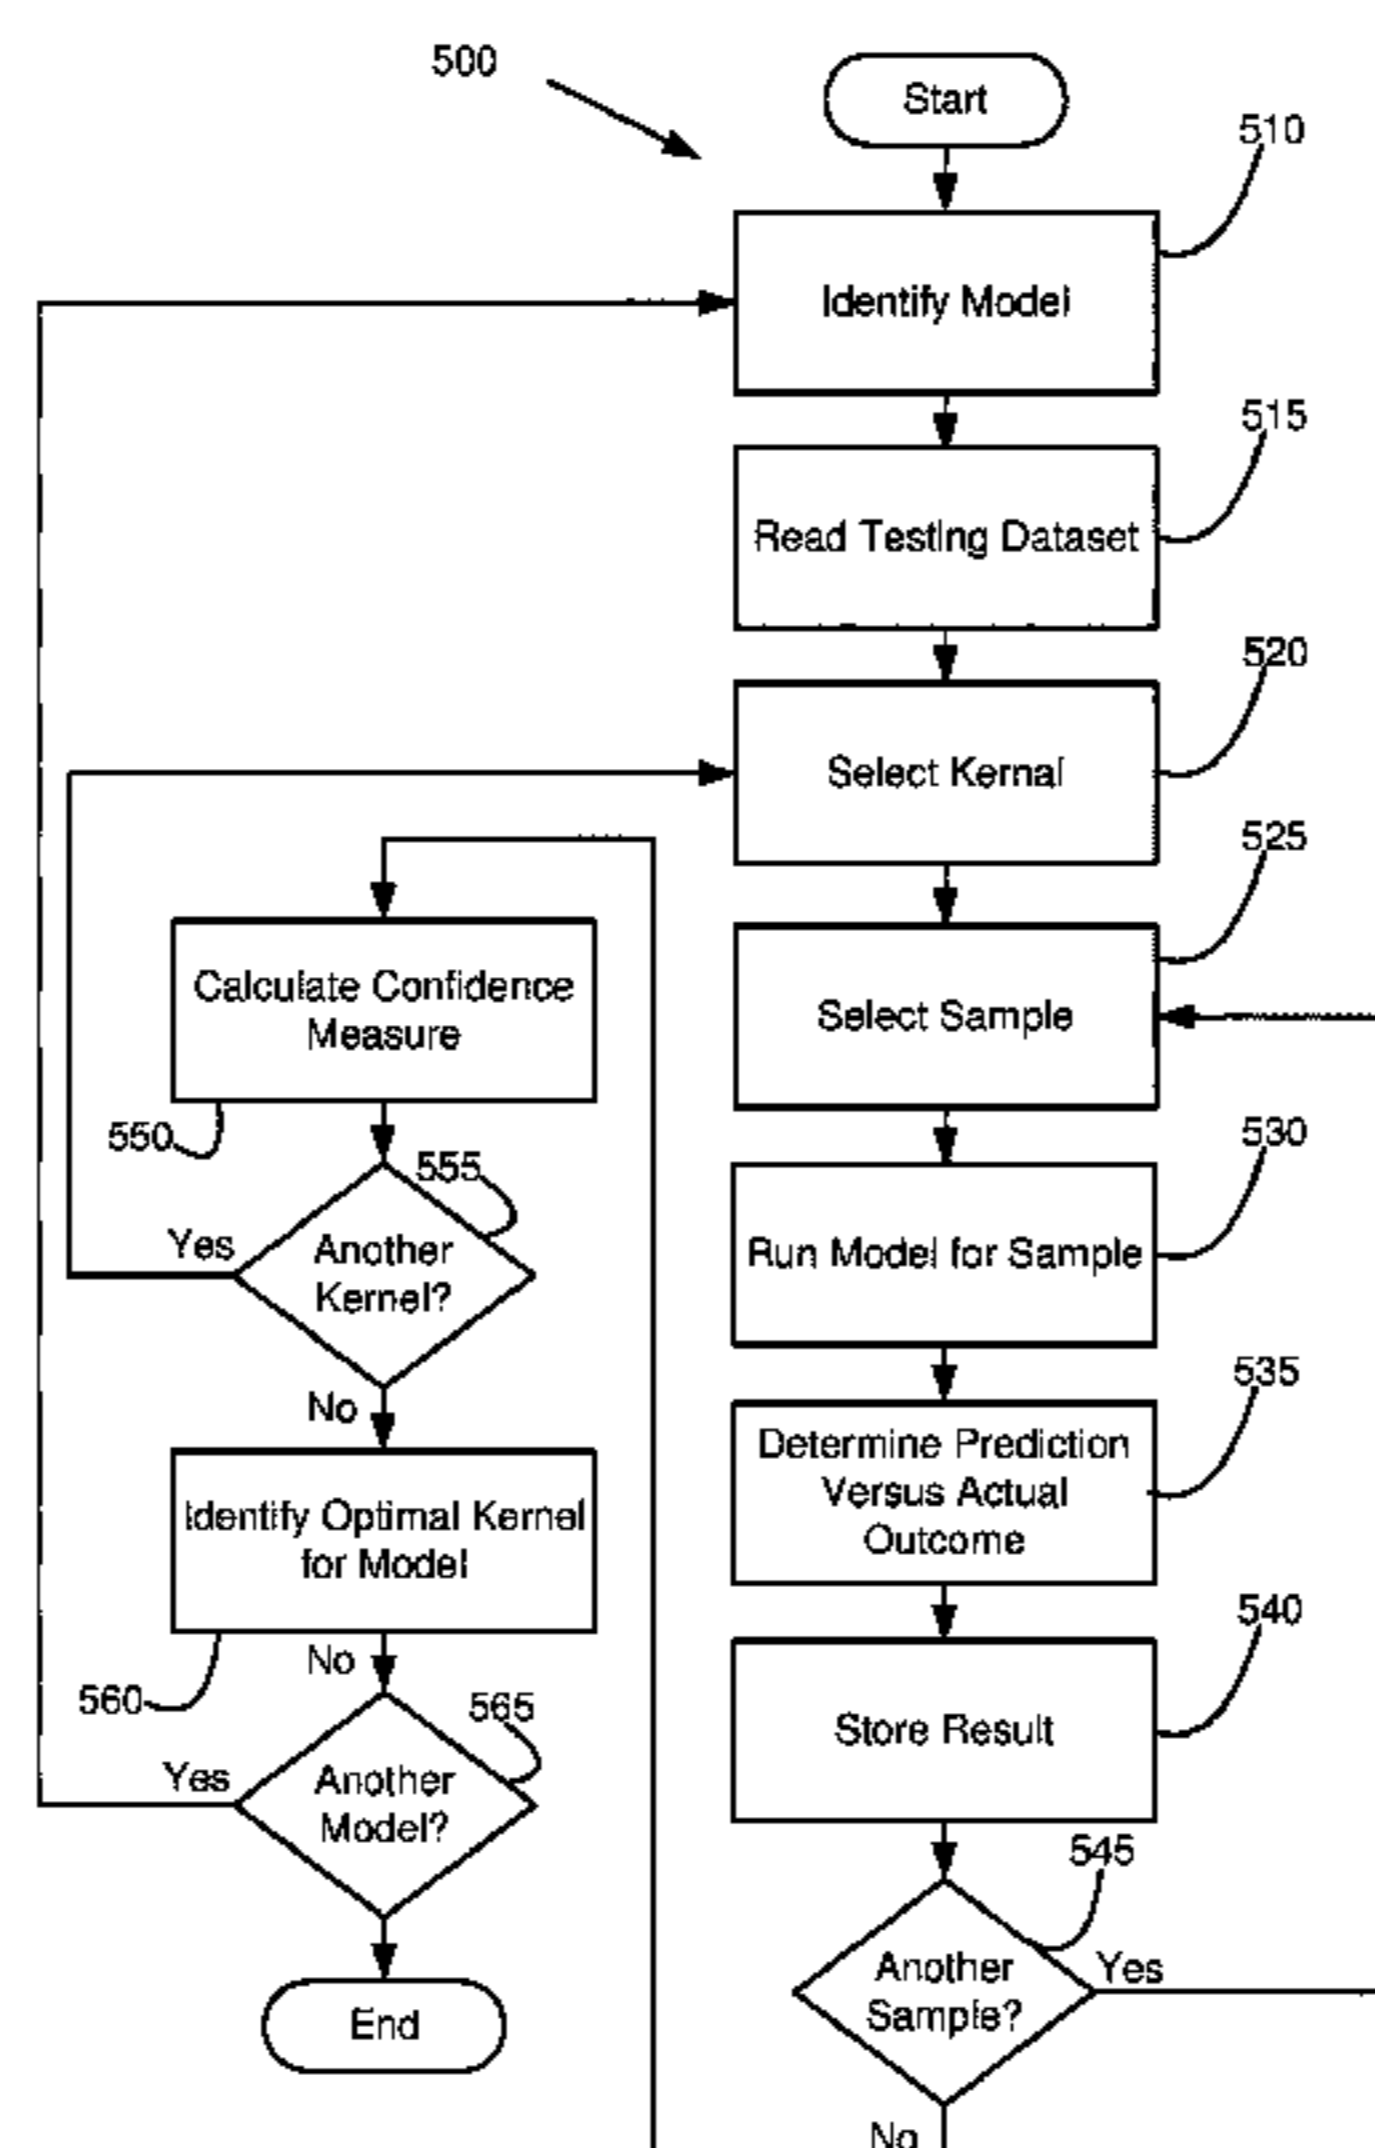 500
Start
510
Identify Model
515
Read Testing Dataset
520
Select Kernal
525
Select Sample
530
Run Model for Sample
535
Determine Prediction
Versus Actual
Outcome
540
Store Result
545
Another
Sample?
Yes
No
Calculate Confidence
Measure
550
555
Another
Kernel?
Yes
No
Identify Optimal Kernel
for Model
560
No
565
Another
Model?
Yes
End